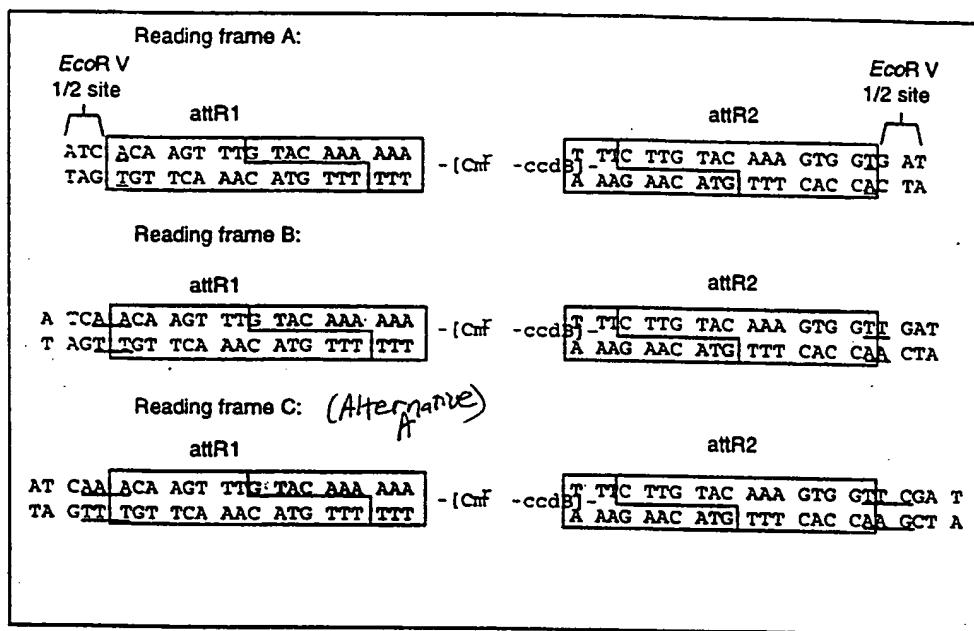 Reading frame A:
EcoR V
1/2 site
EcoR V
1/2 site
attR1
attR2
ATC ACA AGT TTG TAC AAA AAA
TAG TGT TCA AAC ATG TTT TTT
-[Cmr -ccdB]-
T TTC TTG TAC AAA GTG GTG AT
A AAG AAC ATG TTT CAC CAC TA
Reading frame B:
attR1
attR2
A TCA ACA AGT TTG TAC AAA AAA
T AGT TGT TCA AAC ATG TTT TTT
-[Cmr -ccdB]-
T TTC TTG TAC AAA GTG GTT GAT
A AAG AAC ATG TTT CAC CAA CTA
Reading frame C: (Alternative A)
attR1
attR2
AT CAA ACA AGT TTG TAC AAA AAA
TA GTT TGT TCA AAC ATG TTT TTT
-[Cmr -ccdB]-
T TTC TTG TAC AAA GTG GTT CGA T
A AAG AAC ATG TTT CAC CAA GCT A